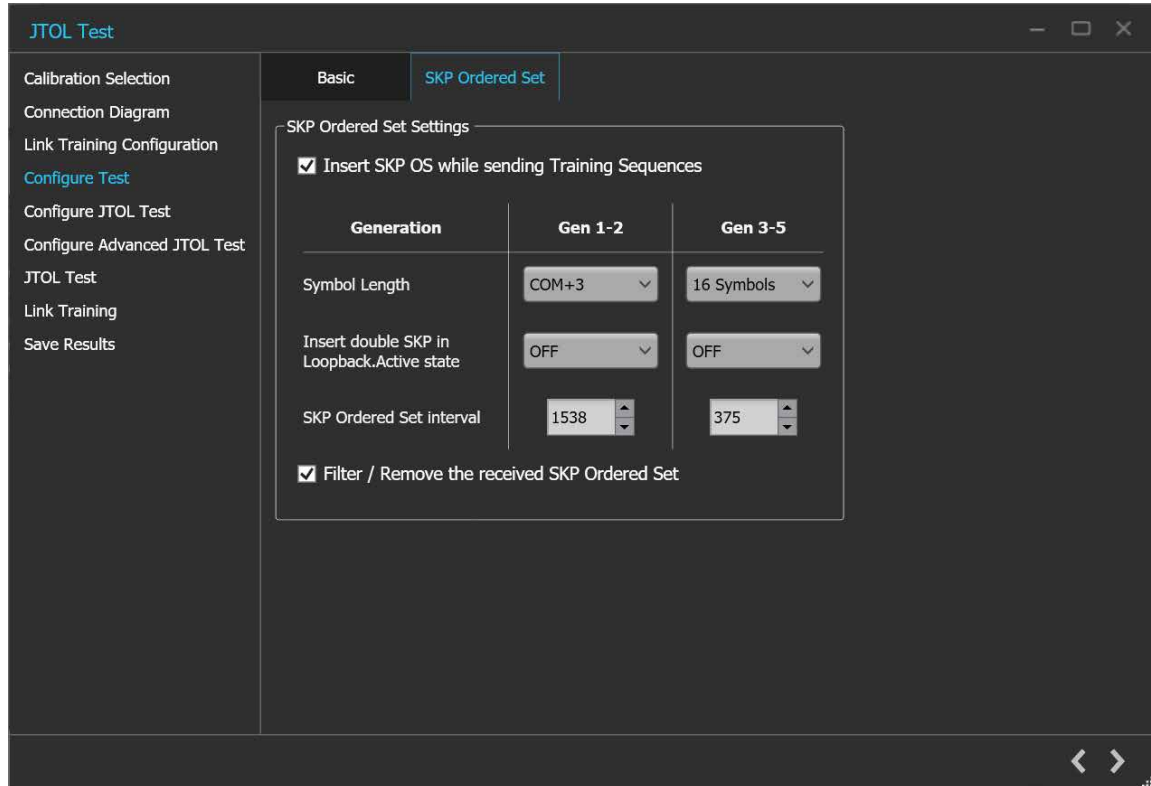 JTOL Test
Calibration Selection
Connection Diagram
Link Training Configuration
Configure Test
Configure JTOL Test
Configure Advanced JTOL Test
JTOL Test
Link Training
Save Results
Basic
SKP Ordered Set
SKP Ordered Set Settings
Insert SKP OS while sending Training Sequences
Generation
Gen 1-2
Gen 3-5
Symbol Length
COM+3
16 Symbols
Insert double SKP in
Loopback.Active state
OFF
OFF
SKP Ordered Set interval
1538
375
Filter / Remove the received SKP Ordered Set